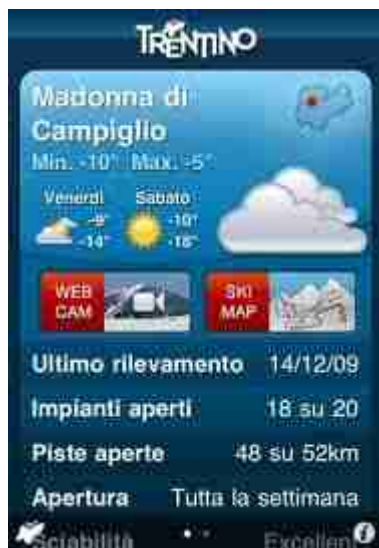 TRENTINO
Madonna di
Campiglio
Min. -10° Max. -5°
Venerdì Sabato
-9° -10°
-14° -18°
WEB CAM SKI MAP
Ultimo rilevamento 14/12/09
Impianti aperti 18 su 20
Piste aperte 48 su 52km
Apertura Tutta la settimana
Sciabilità Excellent